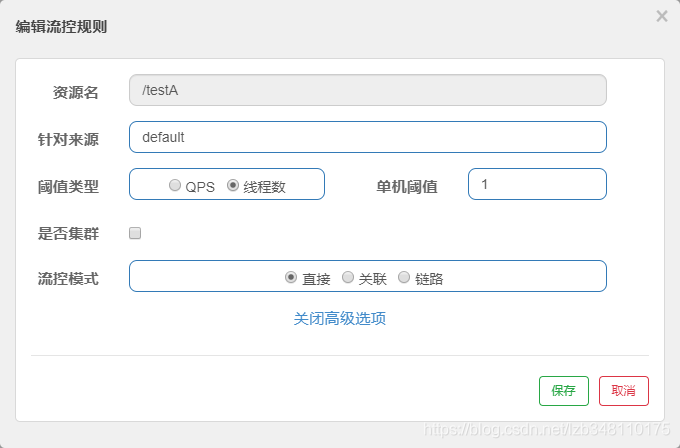 编辑流控规则 ×
资源名 /testA
针对来源 default
阈值类型 QPS 线程数 单机阈值 1
是否集群
流控模式 直接 关联 链路
关闭高级选项
保存 取消
https://blog.csdn.net/lzb348110175